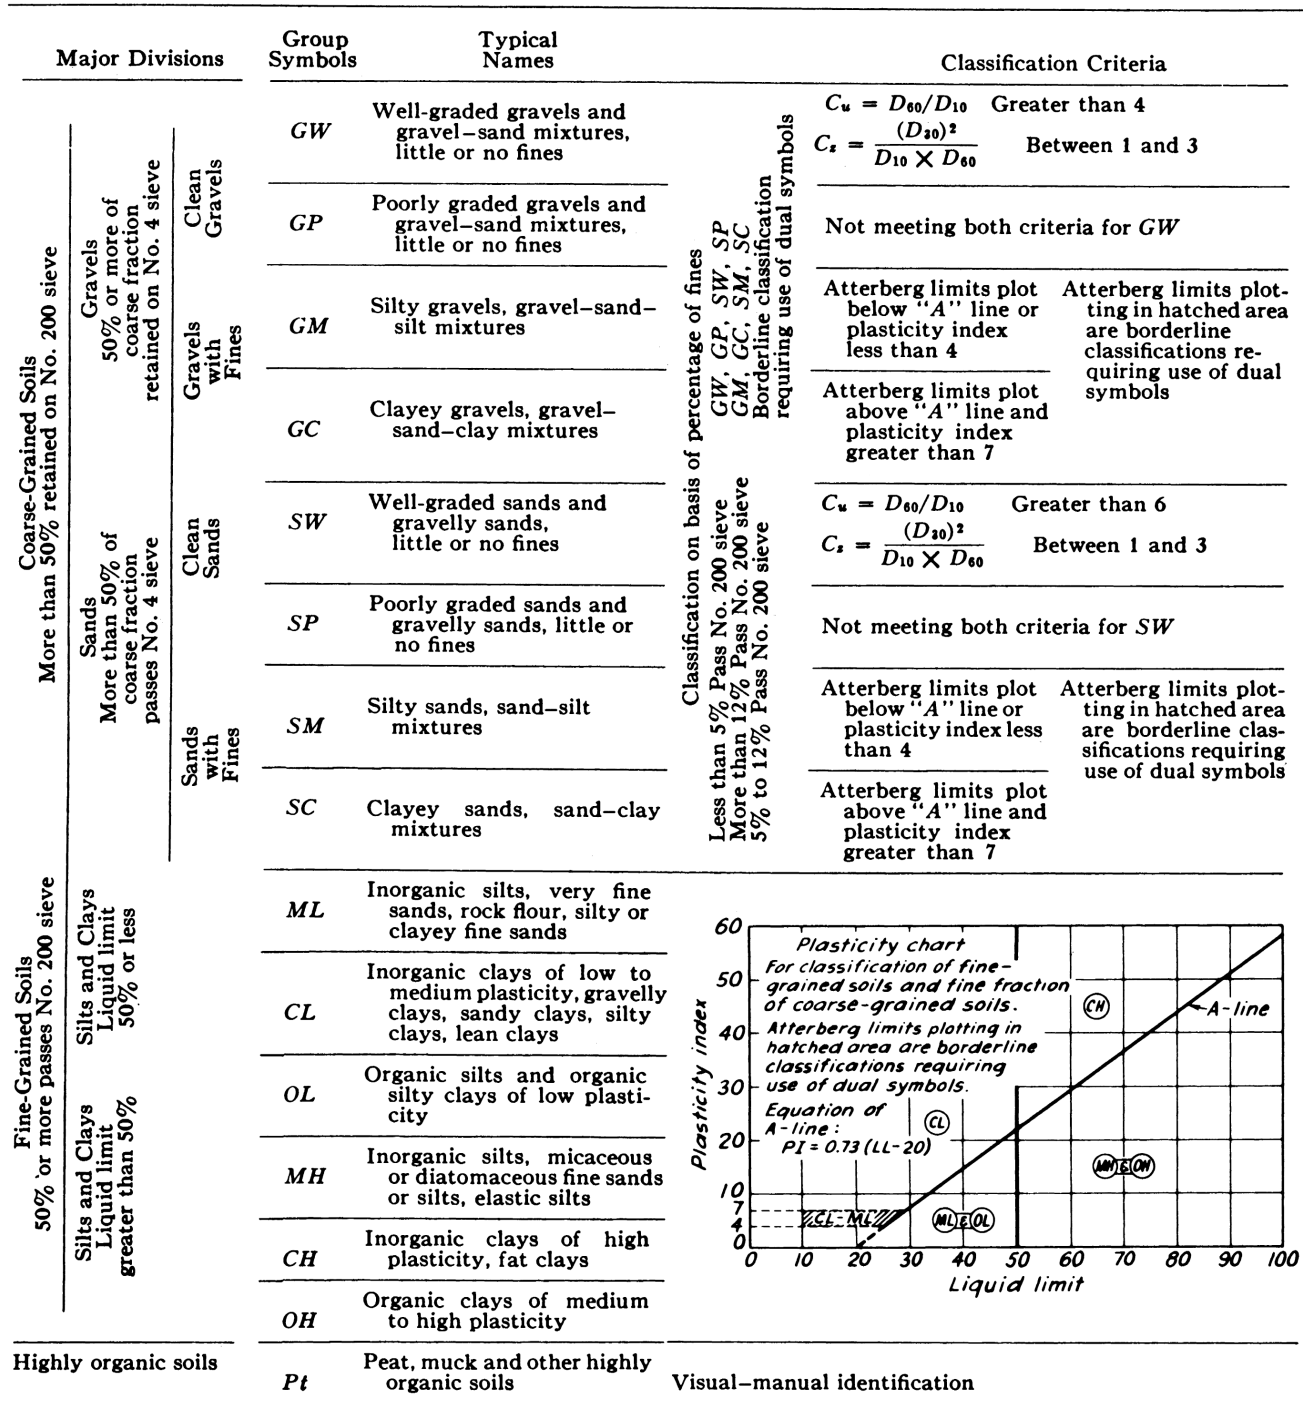 Major Divisions
Group
Symbols
Typical
Names
Classification Criteria
Coarse-Grained Soils
More than 50% retained on No. 200 sieve
Gravels
50% or more of
coarse fraction
retained on No. 4 sieve
Clean
Gravels
GW
Well-graded gravels and
gravel–sand mixtures,
little or no fines
GP
Poorly graded gravels and
gravel–sand mixtures,
little or no fines
Gravels
with
Fines
GM
Silty gravels, gravel–sand–
silt mixtures
GC
Clayey gravels, gravel–
sand–clay mixtures
Sands
More than 50% of
coarse fraction
passes No. 4 sieve
Clean
Sands
SW
Well-graded sands and
gravelly sands,
little or no fines
SP
Poorly graded sands and
gravelly sands, little or
no fines
Sands
with
Fines
SM
Silty sands, sand–silt
mixtures
SC
Clayey sands, sand–clay
mixtures
Classification on basis of percentage of fines
Less than 5% Pass No. 200 sieve GW, GP, SW, SP
More than 12% Pass No. 200 sieve GM, GC, SM, SC
5% to 12% Pass No. 200 sieve Borderline classification
requiring use of dual symbols
Cu = D60/D10 Greater than 4
Cz = (D30)² / D10 × D60 Between 1 and 3
Not meeting both criteria for GW
Atterberg limits plot
below "A" line or
plasticity index
less than 4
Atterberg limits plot
above "A" line and
plasticity index
greater than 7
Atterberg limits plot-
ting in hatched area
are borderline
classifications re-
quiring use of dual
symbols
Cu = D60/D10 Greater than 6
Cz = (D30)² / D10 × D60 Between 1 and 3
Not meeting both criteria for SW
Atterberg limits plot
below "A" line or
plasticity index less
than 4
Atterberg limits plot
above "A" line and
plasticity index
greater than 7
Atterberg limits plot-
ting in hatched area
are borderline clas-
sifications requiring
use of dual symbols
Fine-Grained Soils
50% or more passes No. 200 sieve
Silts and Clays
Liquid limit
50% or less
ML
Inorganic silts, very fine
sands, rock flour, silty or
clayey fine sands
CL
Inorganic clays of low to
medium plasticity, gravelly
clays, sandy clays, silty
clays, lean clays
OL
Organic silts and organic
silty clays of low plasti-
city
Silts and Clays
Liquid limit
greater than 50%
MH
Inorganic silts, micaceous
or diatomaceous fine sands
or silts, elastic silts
CH
Inorganic clays of high
plasticity, fat clays
OH
Organic clays of medium
to high plasticity
Plasticity chart
For classification of fine-
grained soils and fine fraction
of coarse-grained soils.
Atterberg limits plotting in
hatched area are borderline
classifications requiring
use of dual symbols.
Equation of
A-line:
PI = 0.73 (LL-20)
CH
A-line
CL
MH & OH
CL-ML
ML & OL
Plasticity index
60
50
40
30
20
10
7
4
0
0 10 20 30 40 50 60 70 80 90 100
Liquid limit
Highly organic soils
Pt
Peat, muck and other highly
organic soils
Visual–manual identification